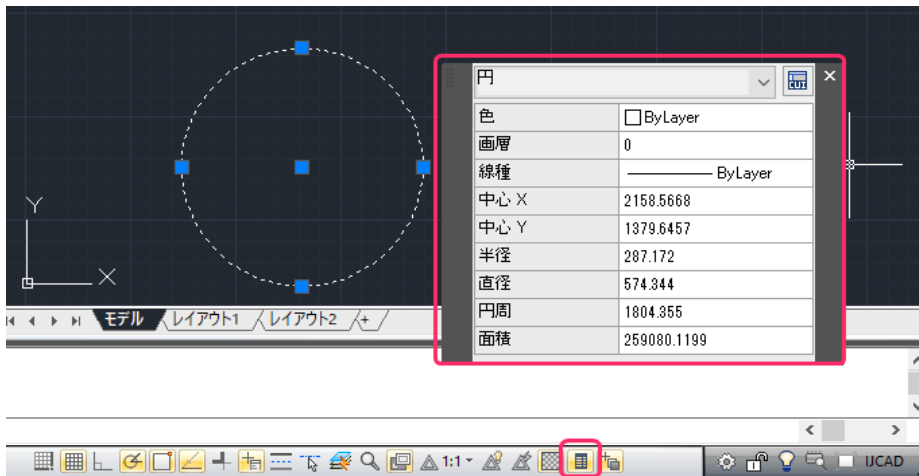 円
CUI
色 ByLayer
画層 0
線種 ByLayer
中心 X 2158.5668
中心 Y 1379.6457
半径 287.172
直径 574.344
円周 1804.355
面積 259080.1199
Y
X
モデル レイアウト1 レイアウト2 +
1:1
IJCAD